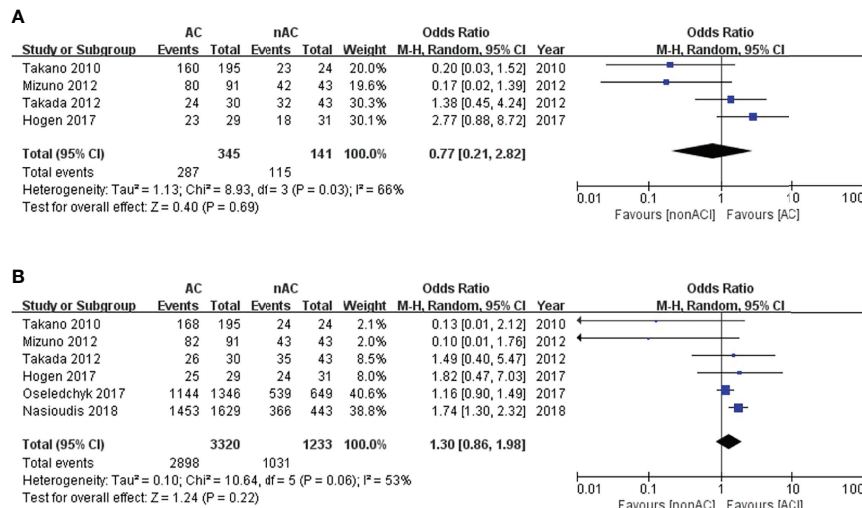 A
AC nAC Odds Ratio Odds Ratio
Study or Subgroup Events Total Events Total Weight M-H, Random, 95% CI Year M-H, Random, 95% CI
Takano 2010 160 195 23 24 20.0% 0.20 [0.03, 1.52] 2010
Mizuno 2012 80 91 42 43 19.6% 0.17 [0.02, 1.39] 2012
Takada 2012 24 30 32 43 30.3% 1.38 [0.45, 4.24] 2012
Hogen 2017 23 29 18 31 30.1% 2.77 [0.88, 8.72] 2017
Total (95% CI) 345 141 100.0% 0.77 [0.21, 2.82]
Total events 287 115
Heterogeneity: Tau² = 1.13; Chi² = 8.93, df = 3 (P = 0.03); I² = 66%
Test for overall effect: Z = 0.40 (P = 0.69)
0.01 0.1 1 10 100
Favours [nonACI Favours [AC]
B
AC nAC Odds Ratio Odds Ratio
Study or Subgroup Events Total Events Total Weight M-H, Random, 95% CI Year M-H, Random, 95% CI
Takano 2010 168 195 24 24 2.1% 0.13 [0.01, 2.12] 2010
Mizuno 2012 82 91 43 43 2.0% 0.10 [0.01, 1.76] 2012
Takada 2012 26 30 35 43 8.5% 1.49 [0.40, 5.47] 2012
Hogen 2017 25 29 24 31 8.0% 1.82 [0.47, 7.03] 2017
Oseledchyk 2017 1144 1346 539 649 40.6% 1.16 [0.90, 1.49] 2017
Nasioudis 2018 1453 1629 366 443 38.8% 1.74 [1.30, 2.32] 2018
Total (95% CI) 3320 1233 100.0% 1.30 [0.86, 1.98]
Total events 2898 1031
Heterogeneity: Tau² = 0.10; Chi² = 10.64, df = 5 (P = 0.06); I² = 53%
Test for overall effect: Z = 1.24 (P = 0.22)
0.01 0.1 1 10 100
Favours [nonAC] Favours [AC]